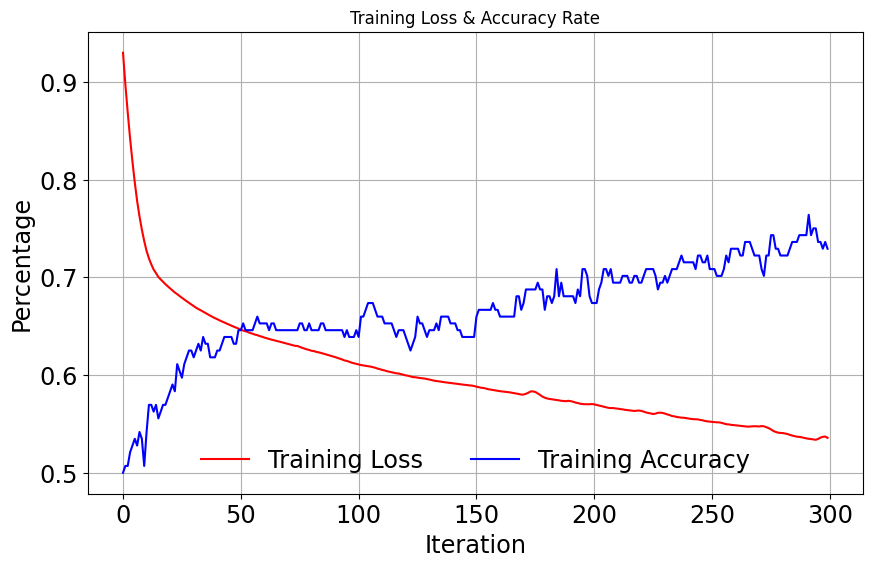 Training Loss & Accuracy Rate
Percentage
0.9
0.8
0.7
0.6
0.5
Training Loss
Training Accuracy
0
50
100
150
200
250
300
Iteration